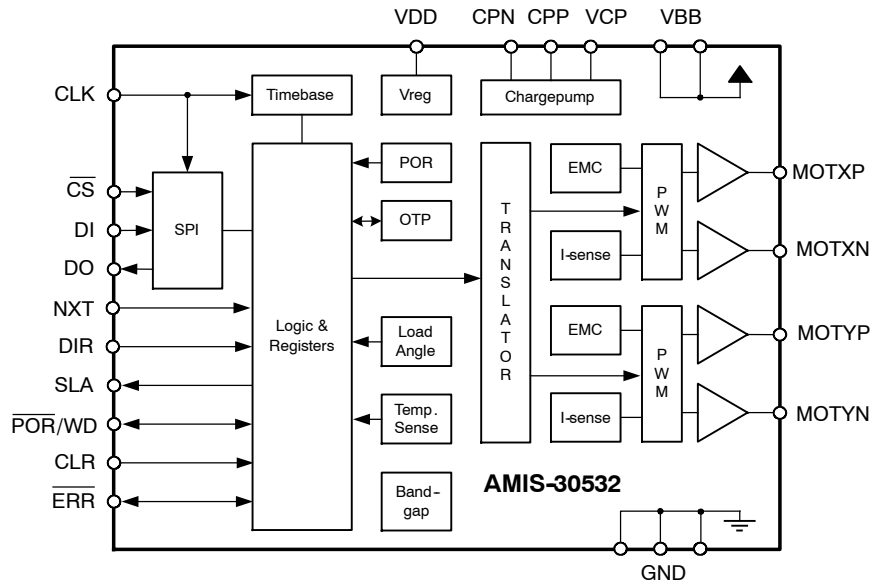 VDD
CPN
CPP
VCP
VBB
CLK
Timebase
Vreg
Chargepump
CS
DI
DO
SPI
NXT
DIR
SLA
POR/WD
CLR
ERR
Logic &
Registers
POR
OTP
Load
Angle
Temp.
Sense
Band-
gap
TRANSLATOR
EMC
I-sense
PWM
EMC
I-sense
PWM
MOTXP
MOTXN
MOTYP
MOTYN
AMIS-30532
GND